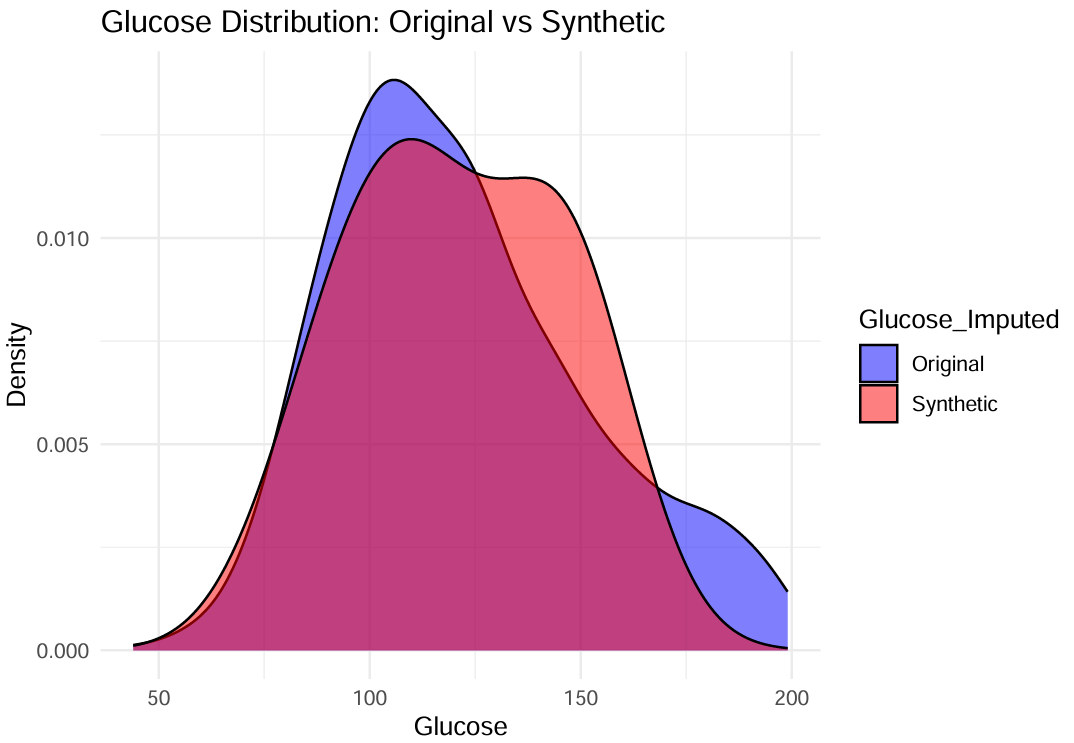 Glucose Distribution: Original vs Synthetic
Density
0.010
0.005
0.000
50
100
150
200
Glucose
Glucose_Imputed
Original
Synthetic